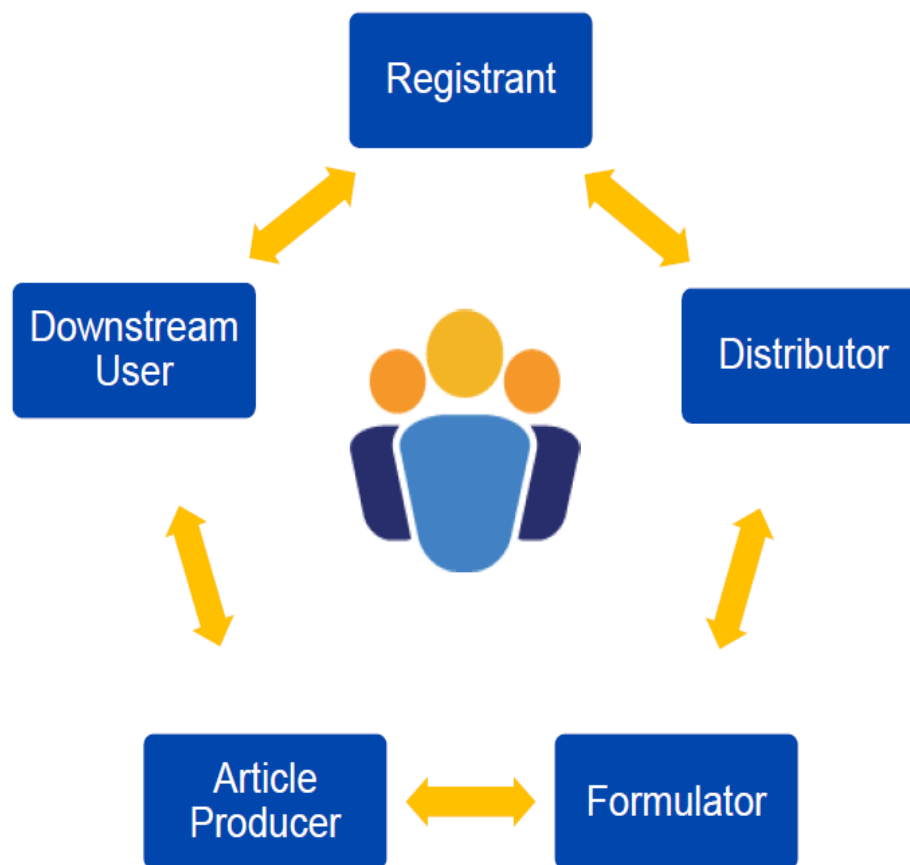 Registrant
Downstream
User
Distributor
Article
Producer
Formulator